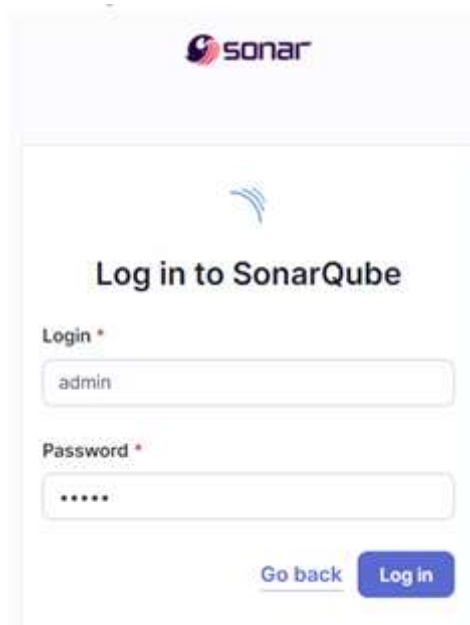 sonar
Log in to SonarQube
Login *
admin
Password *
•••••
Go back Log in